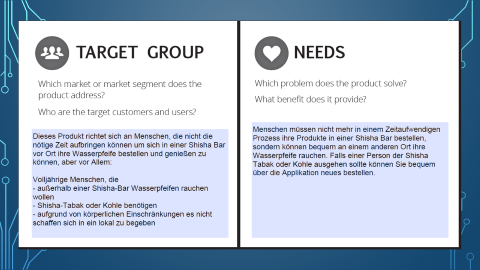 TARGET GROUP
Which market or market segment does the
product address?
Who are the target customers and users?
Dieses Produkt richtet sich an Menschen, die nicht die
nötige Zeit aufbringen können um sich in einer Shisha Bar
vor Ort ihre Wasserpfeife bestellen und genießen zu
können, aber vor Allem:
Volljährige Menschen, die
- außerhalb einer Shisha-Bar Wasserpfeifen rauchen
wollen
- Shisha-Tabak oder Kohle benötigen
- aufgrund von körperlichen Einschränkungen es nicht
schaffen sich in ein lokal zu begeben
NEEDS
Which problem does the product solve?
What benefit does it provide?
Menschen müssen nicht mehr in einem Zeitaufwendigen
Prozess ihre Produkte in einer Shisha Bar bestellen,
sondern können bequem an einem anderen Ort ihre
Wasserpfeife rauchen. Falls einer Person der Shisha
Tabak oder Kohle ausgehen sollte können Sie bequem
über die Applikation neues bestellen.